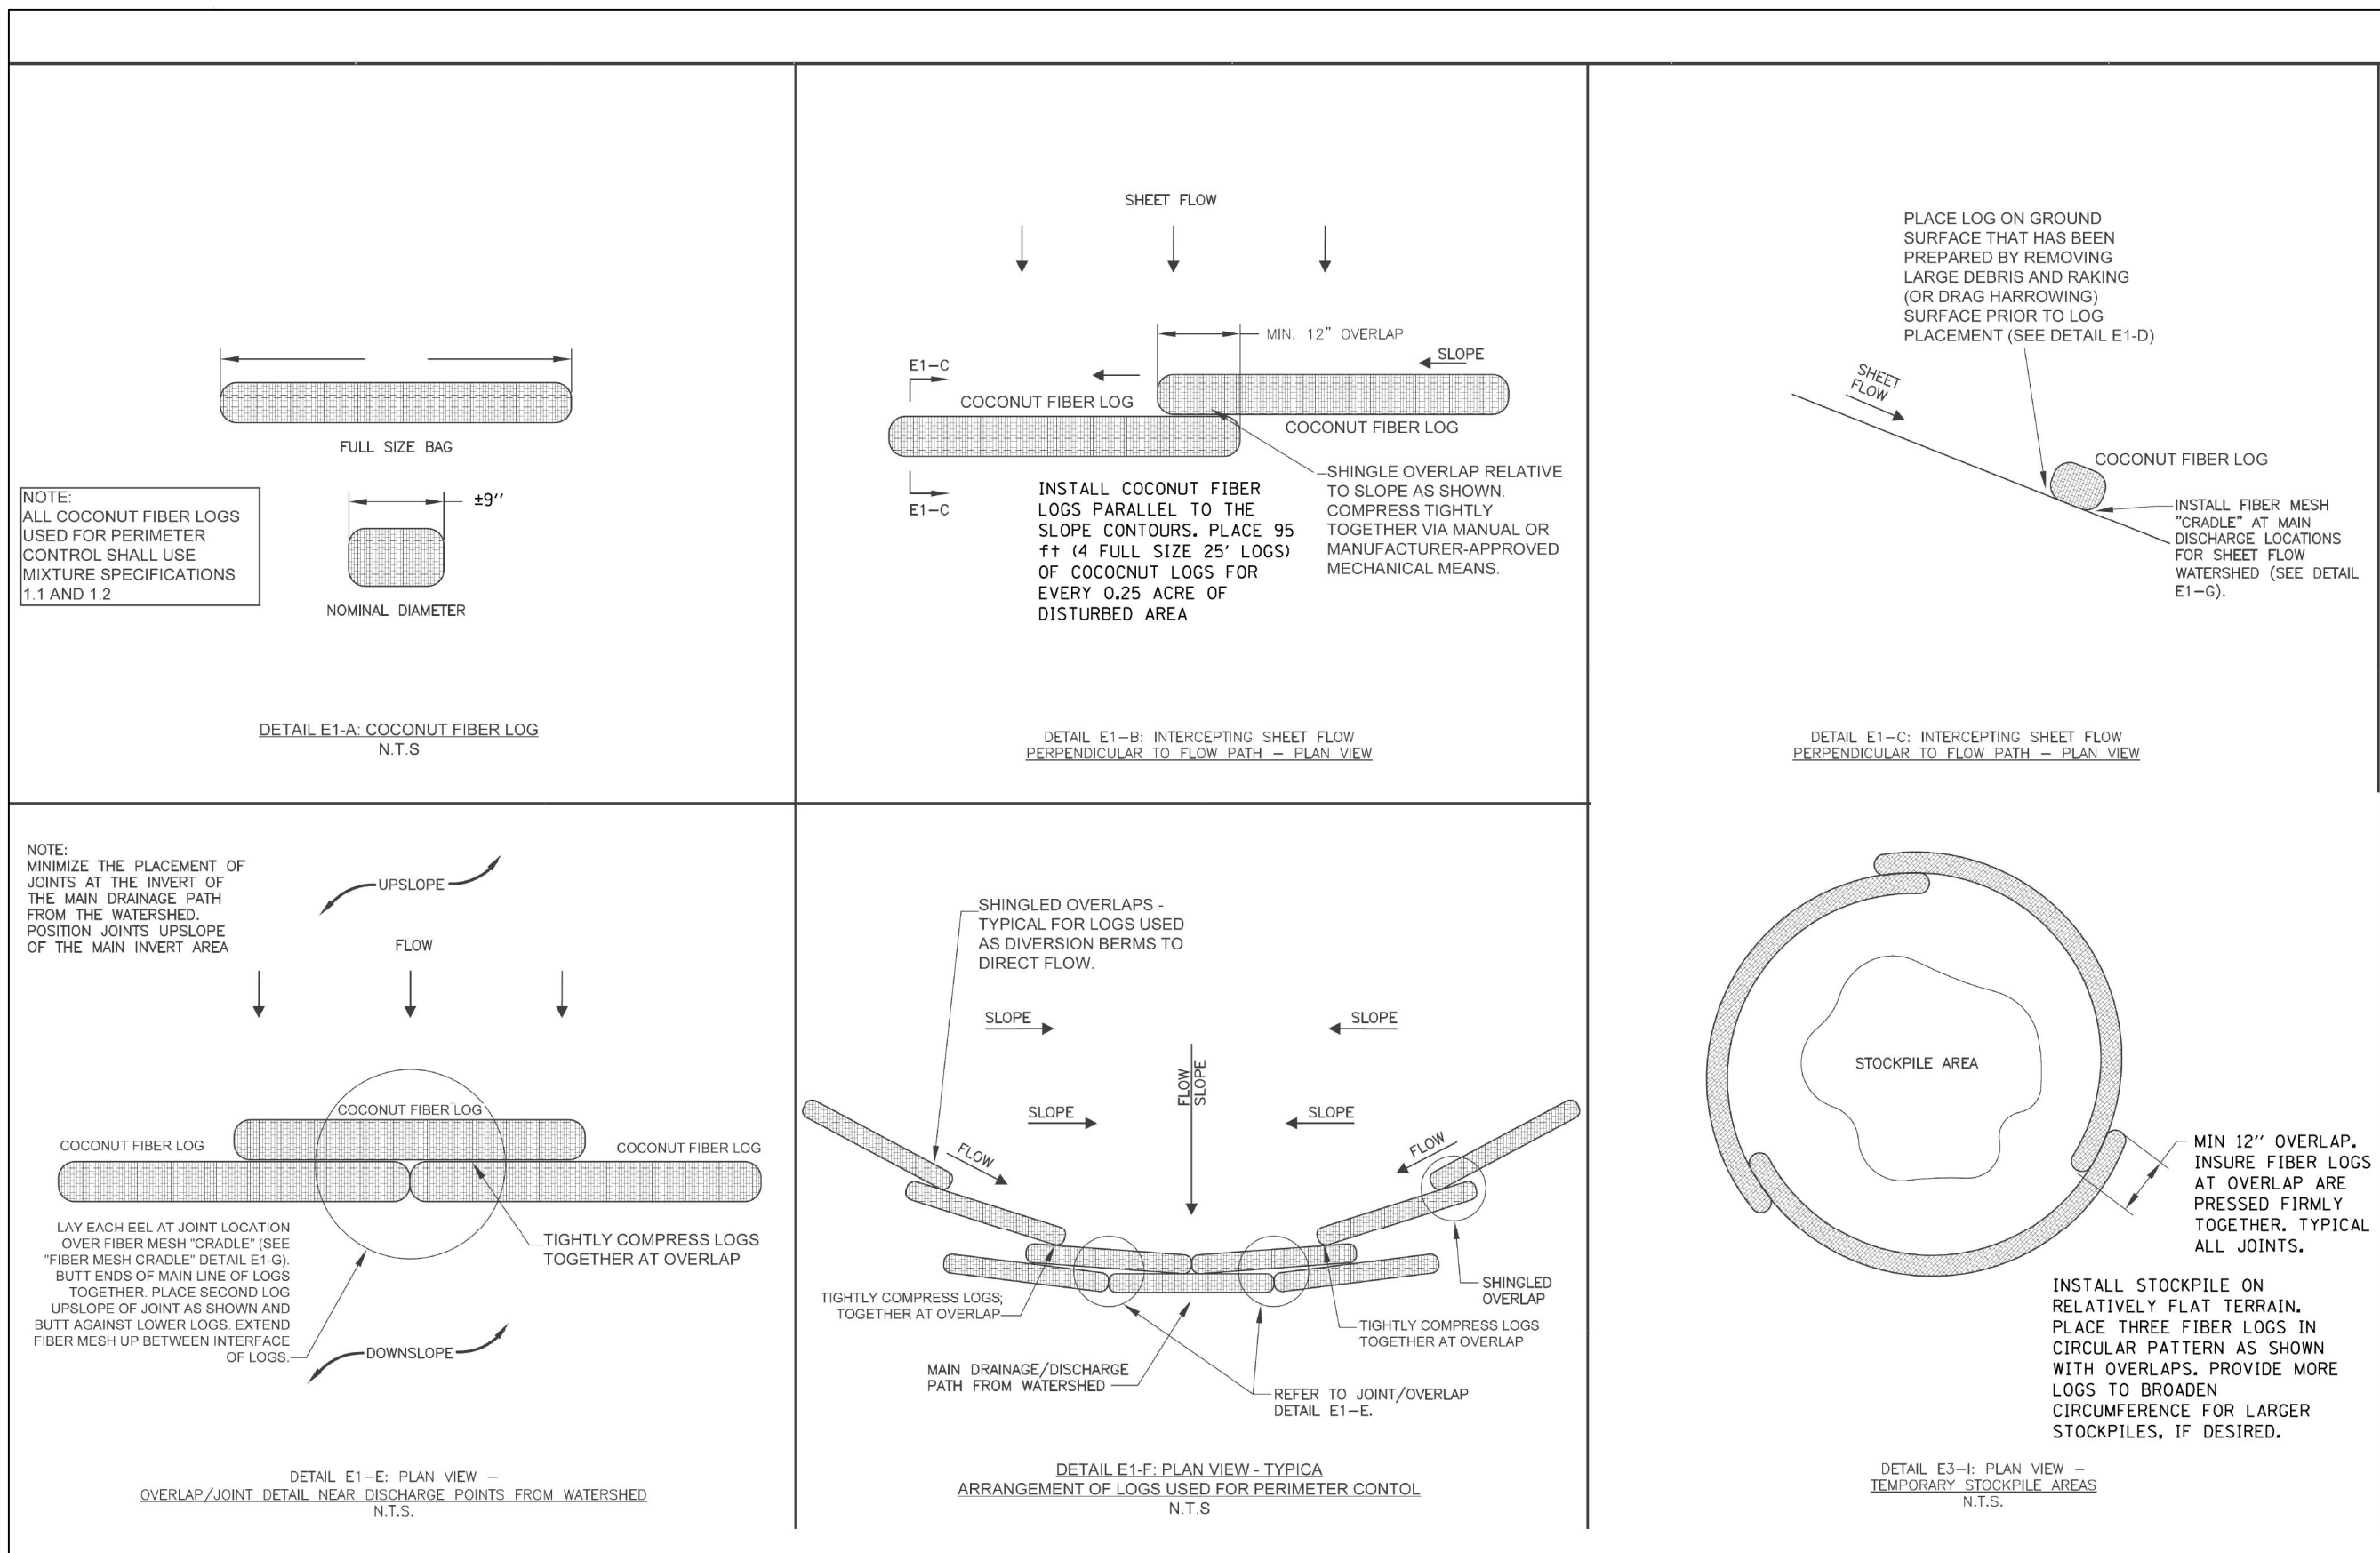 FULL SIZE BAG
NOTE:
ALL COCONUT FIBER LOGS
USED FOR PERIMETER
CONTROL SHALL USE
MIXTURE SPECIFICATIONS
1.1 AND 1.2
±9"
NOMINAL DIAMETER
DETAIL E1-A: COCONUT FIBER LOG
N.T.S
SHEET FLOW
MIN. 12" OVERLAP
SLOPE
E1-C
COCONUT FIBER LOG
COCONUT FIBER LOG
E1-C
SHINGLE OVERLAP RELATIVE
TO SLOPE AS SHOWN.
COMPRESS TIGHTLY
TOGETHER VIA MANUAL OR
MANUFACTURER-APPROVED
MECHANICAL MEANS.
INSTALL COCONUT FIBER
LOGS PARALLEL TO THE
SLOPE CONTOURS. PLACE 95
ft (4 FULL SIZE 25' LOGS)
OF COCOCNUT LOGS FOR
EVERY 0.25 ACRE OF
DISTURBED AREA
DETAIL E1-B: INTERCEPTING SHEET FLOW
PERPENDICULAR TO FLOW PATH - PLAN VIEW
PLACE LOG ON GROUND
SURFACE THAT HAS BEEN
PREPARED BY REMOVING
LARGE DEBRIS AND RAKING
(OR DRAG HARROWING)
SURFACE PRIOR TO LOG
PLACEMENT (SEE DETAIL E1-D)
SHEET
FLOW
COCONUT FIBER LOG
INSTALL FIBER MESH
"CRADLE" AT MAIN
DISCHARGE LOCATIONS
FOR SHEET FLOW
WATERSHED (SEE DETAIL
E1-G).
DETAIL E1-C: INTERCEPTING SHEET FLOW
PERPENDICULAR TO FLOW PATH - PLAN VIEW
NOTE:
MINIMIZE THE PLACEMENT OF
JOINTS AT THE INVERT OF
THE MAIN DRAINAGE PATH
FROM THE WATERSHED.
POSITION JOINTS UPSLOPE
OF THE MAIN INVERT AREA
UPSLOPE
FLOW
COCONUT FIBER LOG
COCONUT FIBER LOG
COCONUT FIBER LOG
LAY EACH EEL AT JOINT LOCATION
OVER FIBER MESH "CRADLE" (SEE
"FIBER MESH CRADLE" DETAIL E1-G).
BUTT ENDS OF MAIN LINE OF LOGS
TOGETHER. PLACE SECOND LOG
UPSLOPE OF JOINT AS SHOWN AND
BUTT AGAINST LOWER LOGS. EXTEND
FIBER MESH UP BETWEEN INTERFACE
OF LOGS.
TIGHTLY COMPRESS LOGS
TOGETHER AT OVERLAP
DOWNSLOPE
DETAIL E1-E: PLAN VIEW -
OVERLAP/JOINT DETAIL NEAR DISCHARGE POINTS FROM WATERSHED
N.T.S.
SHINGLED OVERLAPS -
TYPICAL FOR LOGS USED
AS DIVERSION BERMS TO
DIRECT FLOW.
SLOPE
SLOPE
FLOW
SLOPE
SLOPE
SLOPE
FLOW
FLOW
SHINGLED
OVERLAP
TIGHTLY COMPRESS LOGS;
TOGETHER AT OVERLAP
TIGHTLY COMPRESS LOGS
TOGETHER AT OVERLAP
MAIN DRAINAGE/DISCHARGE
PATH FROM WATERSHED
REFER TO JOINT/OVERLAP
DETAIL E1-E.
DETAIL E1-F: PLAN VIEW - TYPICA
ARRANGEMENT OF LOGS USED FOR PERIMETER CONTOL
N.T.S
STOCKPILE AREA
MIN 12" OVERLAP.
INSURE FIBER LOGS
AT OVERLAP ARE
PRESSED FIRMLY
TOGETHER. TYPICAL
ALL JOINTS.
INSTALL STOCKPILE ON
RELATIVELY FLAT TERRAIN.
PLACE THREE FIBER LOGS IN
CIRCULAR PATTERN AS SHOWN
WITH OVERLAPS. PROVIDE MORE
LOGS TO BROADEN
CIRCUMFERENCE FOR LARGER
STOCKPILES, IF DESIRED.
DETAIL E3-I: PLAN VIEW -
TEMPORARY STOCKPILE AREAS
N.T.S.